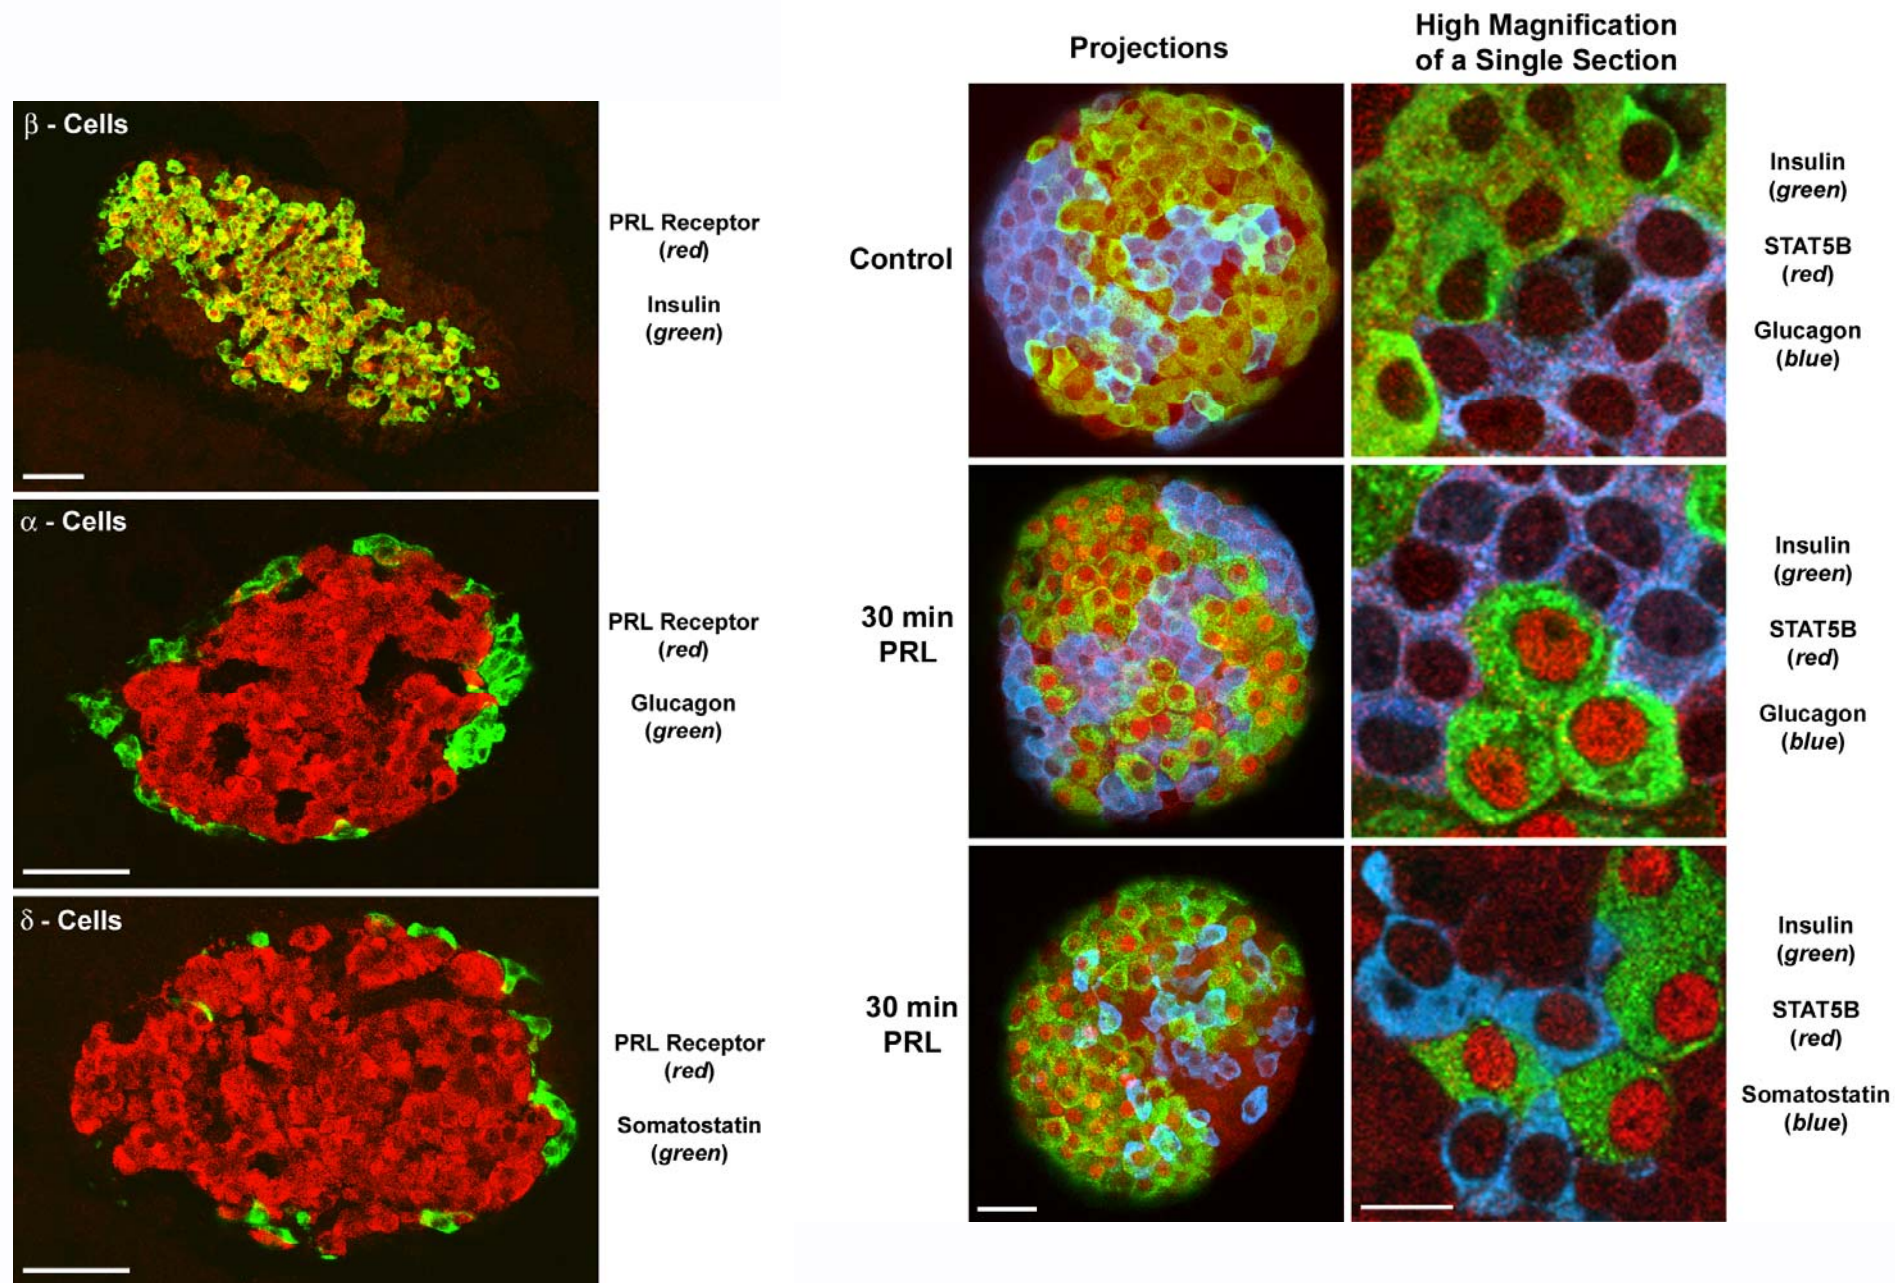 β - Cells
PRL Receptor
(red)
Insulin
(green)
α - Cells
PRL Receptor
(red)
Glucagon
(green)
δ - Cells
PRL Receptor
(red)
Somatostatin
(green)
Projections
High Magnification
of a Single Section
Control
Insulin
(green)
STAT5B
(red)
Glucagon
(blue)
30 min
PRL
Insulin
(green)
STAT5B
(red)
Glucagon
(blue)
30 min
PRL
Insulin
(green)
STAT5B
(red)
Somatostatin
(blue)